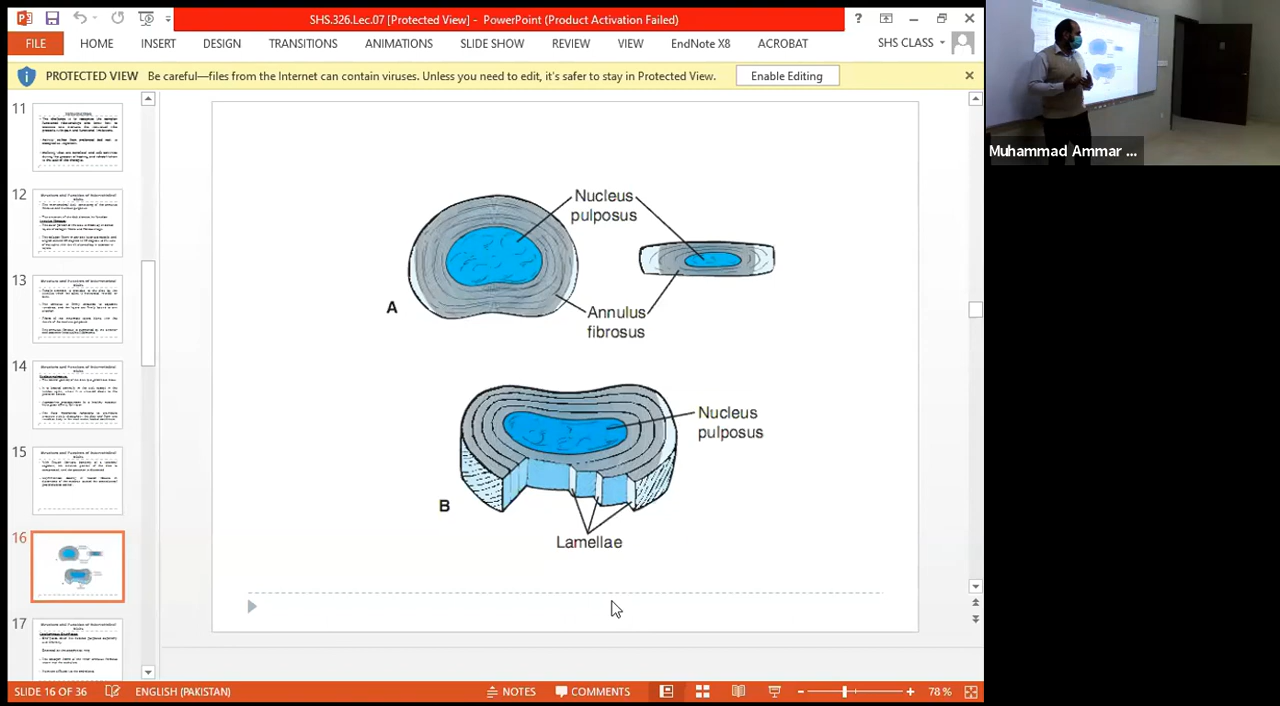 SHS.326.Lec.07 [Protected View] - PowerPoint (Product Activation Failed)
FILE HOME INSERT DESIGN TRANSITIONS ANIMATIONS SLIDE SHOW REVIEW VIEW EndNote X8 ACROBAT SHS CLASS
PROTECTED VIEW Be careful—files from the Internet can contain viruses. Unless you need to edit, it's safer to stay in Protected View. Enable Editing
Muhammad Ammar ...
11
12
13
14
15
16
17
Nucleus
pulposus
Annulus
fibrosus
A
Nucleus
pulposus
B
Lamellae
SLIDE 16 OF 36 ENGLISH (PAKISTAN) NOTES COMMENTS 78 %